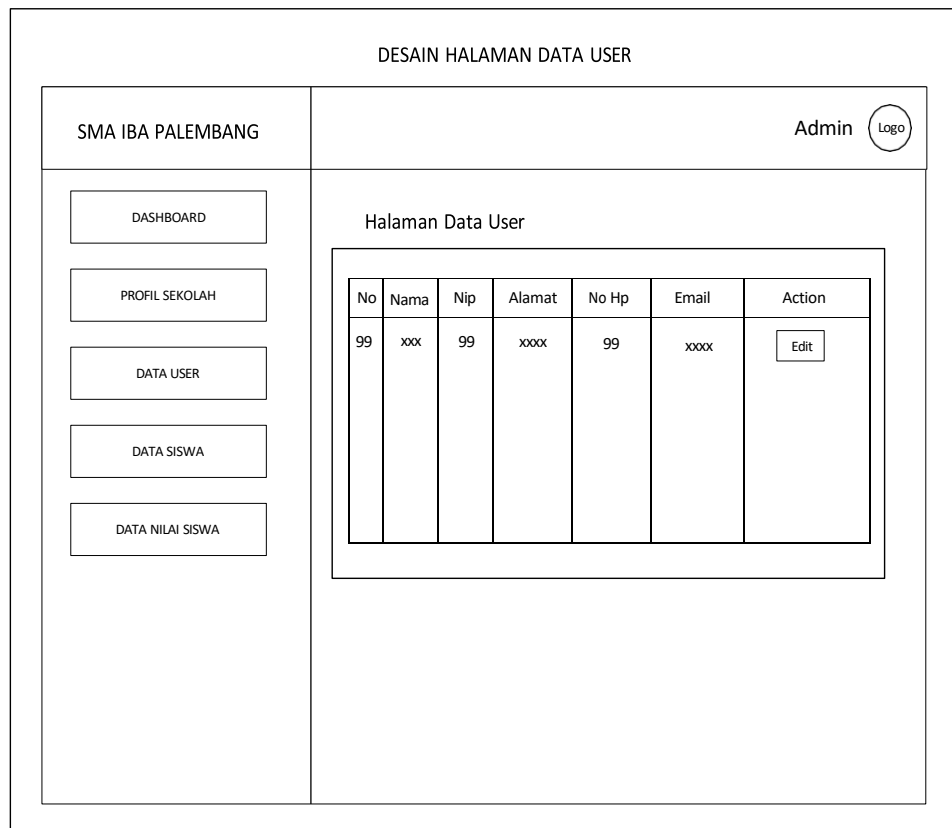 DESAIN HALAMAN DATA USER
SMA IBA PALEMBANG
Admin
Logo
DASHBOARD
PROFIL SEKOLAH
DATA USER
DATA SISWA
DATA NILAI SISWA
Halaman Data User
No Nama Nip Alamat No Hp Email Action
99 xxx 99 xxxx 99 xxxx Edit